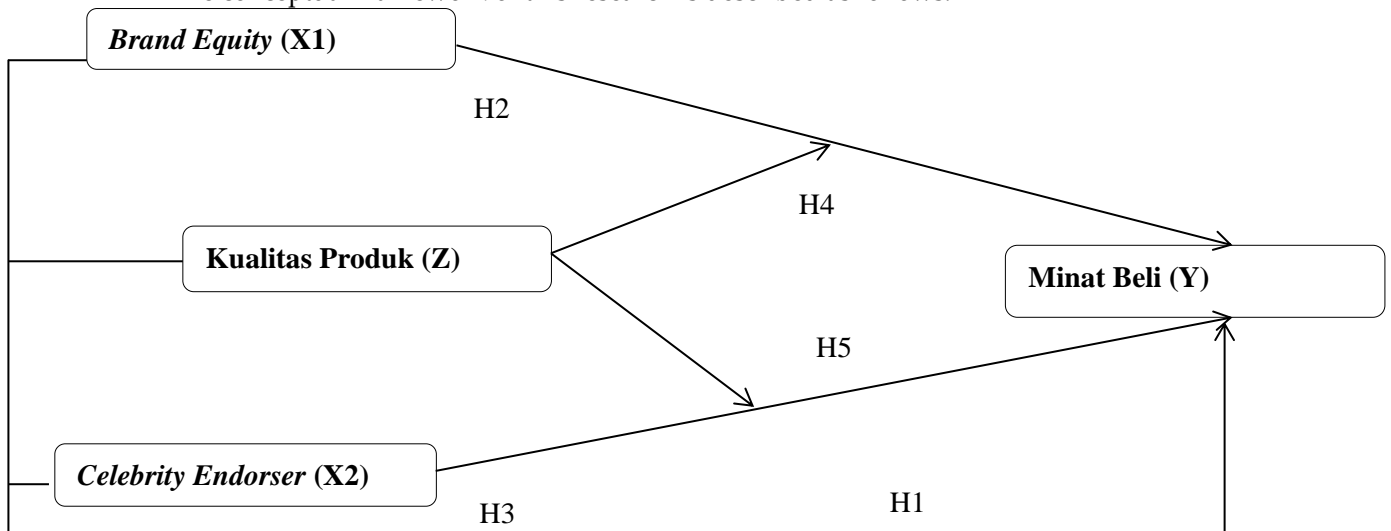 Brand Equity (X1)
H2
H4
Kualitas Produk (Z)
Minat Beli (Y)
H5
Celebrity Endorser (X2)
H1
H3